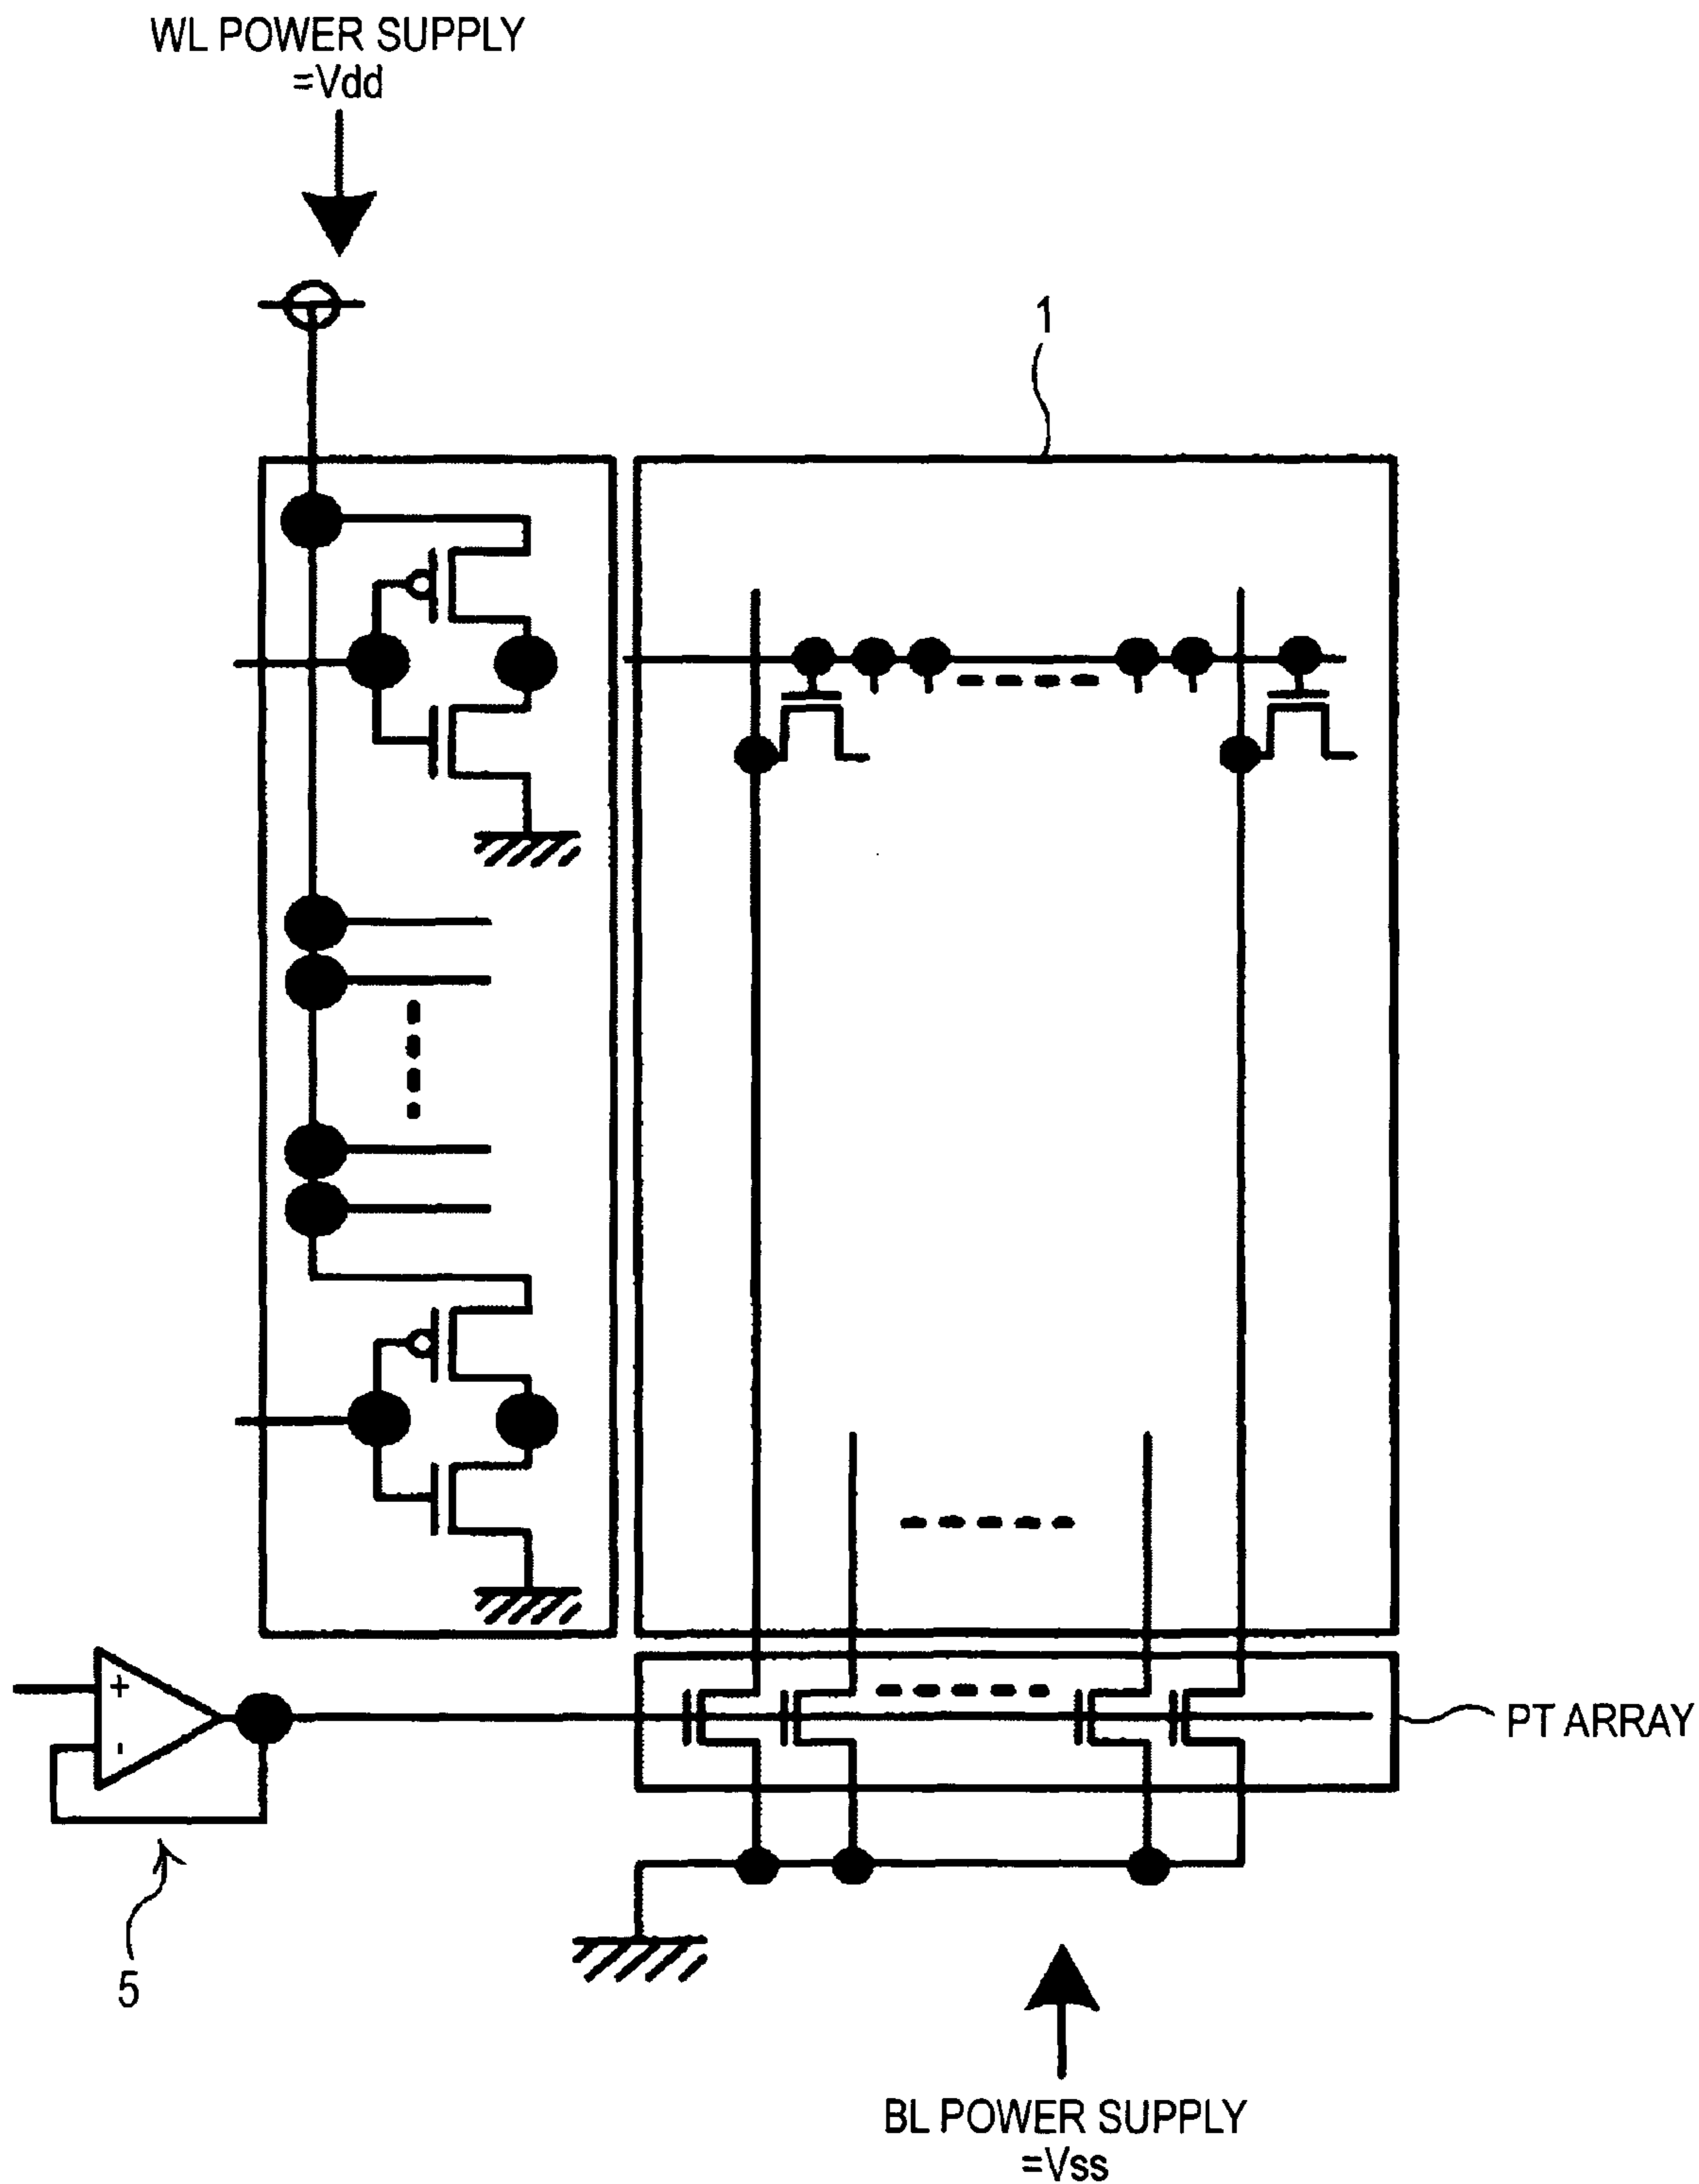 WL POWER SUPPLY
=Vdd
1
+
-
PT ARRAY
5
BL POWER SUPPLY
=Vss